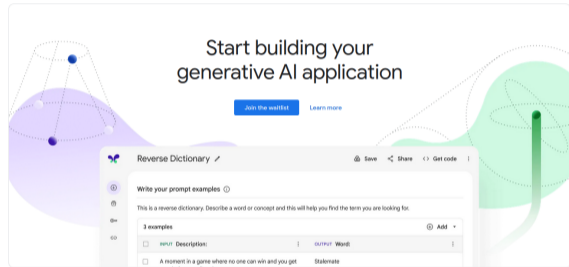 Start building your
generative AI application
Join the waitlist Learn more
Reverse Dictionary Save Share <> Get code
Write your prompt examples
This is a reverse dictionary. Describe a word or concept and this will help you find the term you are looking for.
3 examples Add
INPUT Description: OUTPUT Word:
A moment in a game where no one can win and you get Stalemate